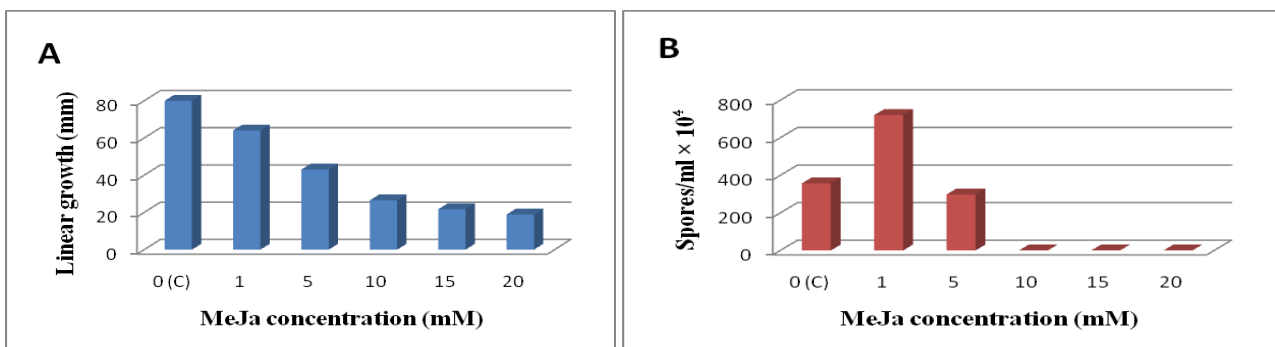 A
Linear growth (mm)
80
60
40
20
0
0 (C) 1 5 10 15 20
MeJa concentration (mM)
B
Spores/ml × 10⁴
800
600
400
200
0
0 (C) 1 5 10 15 20
MeJa concentration (mM)